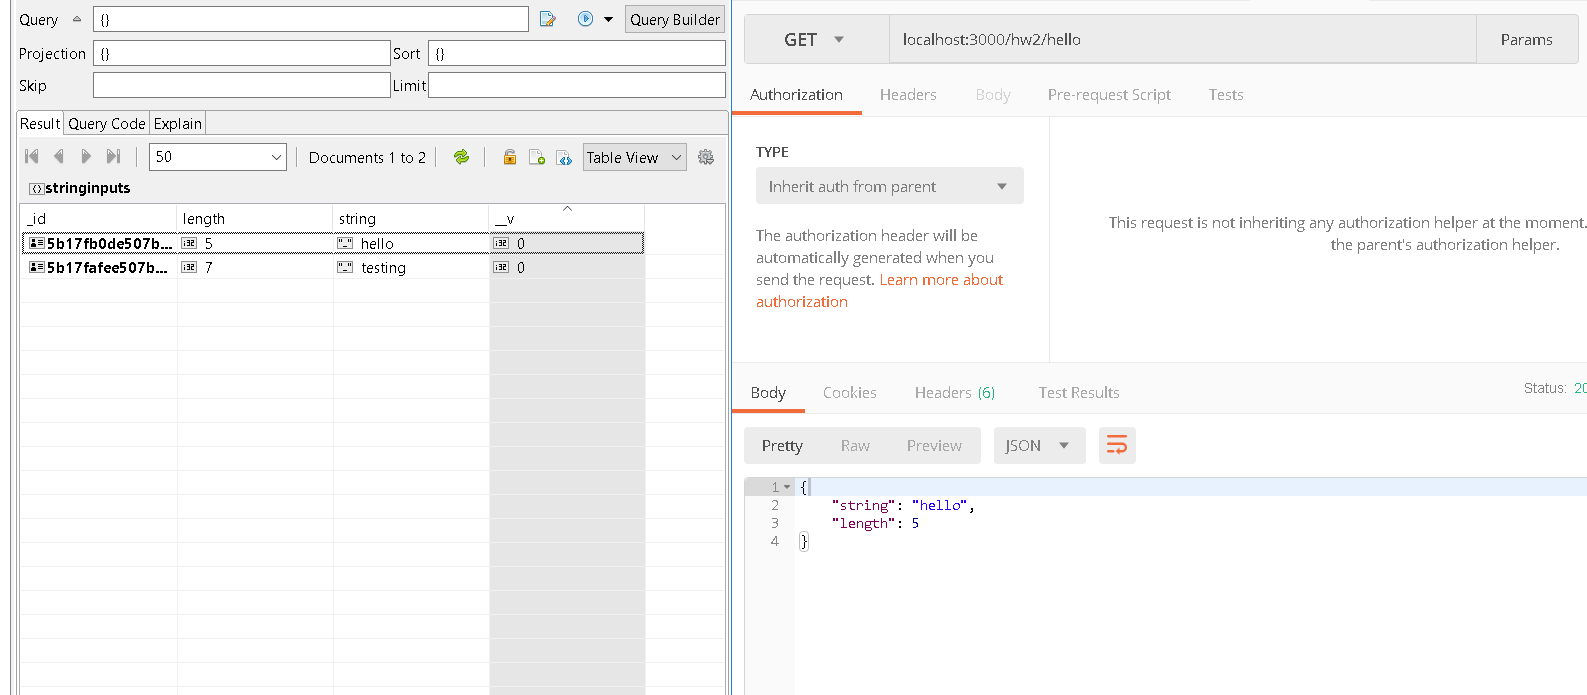 Query {} Query Builder
Projection {} Sort {}
Skip Limit
Result Query Code Explain
50 Documents 1 to 2 Table View
stringinputs
_id length string __v
5b17fb0de507b... 5 hello 0
5b17fafee507b... 7 testing 0
GET localhost:3000/hw2/hello Params
Authorization Headers Body Pre-request Script Tests
TYPE
Inherit auth from parent
The authorization header will be
automatically generated when you
send the request. Learn more about
authorization
This request is not inheriting any authorization helper at the moment.
the parent's authorization helper.
Body Cookies Headers (6) Test Results Status: 20
Pretty Raw Preview JSON
1 {
2 "string": "hello",
3 "length": 5
4 }